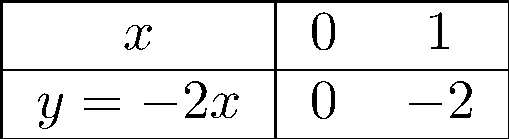 x 0 1
y = −2x 0 −2